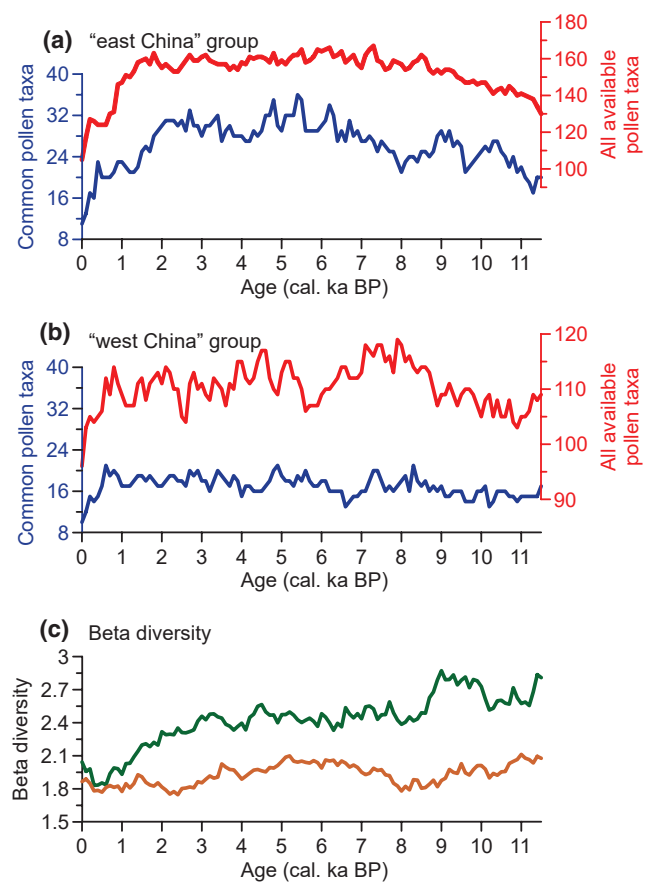 (a) “east China” group
180
160
140
120
100
All available
pollen taxa
40
32
24
16
8
Common pollen taxa
0 1 2 3 4 5 6 7 8 9 10 11
Age (cal. ka BP)
(b) “west China” group
120
110
100
90
All available
pollen taxa
40
32
24
16
8
Common pollen taxa
0 1 2 3 4 5 6 7 8 9 10 11
Age (cal. ka BP)
(c) Beta diversity
3
2.7
2.4
2.1
1.8
1.5
Beta diversity
0 1 2 3 4 5 6 7 8 9 10 11
Age (cal. ka BP)